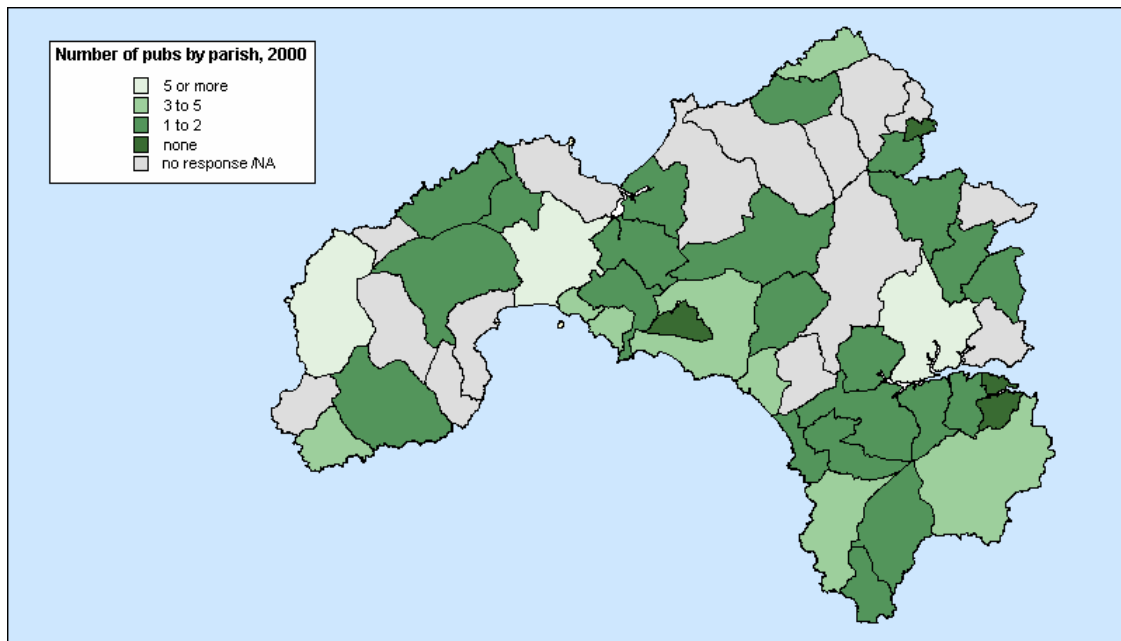 Number of pubs by parish, 2000
5 or more
3 to 5
1 to 2
none
no response /NA